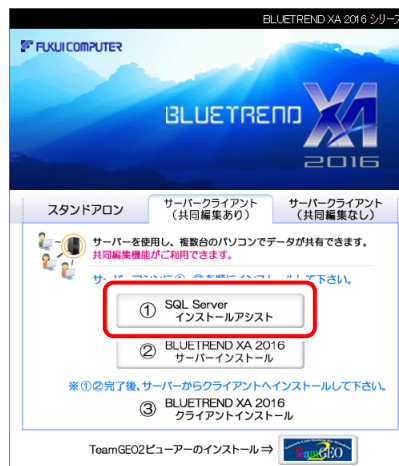 BLUETREND XA 2016 シリーズ
FUKUI COMPUTER
BLUETREND XA
2016
スタンドアロン
サーバークライアント
(共同編集あり)
サーバークライアント
(共同編集なし)
サーバーを使用し、複数台のパソコンでデータが共有できます。
共同編集機能がご利用できます。
して下さい。
① SQL Server
インストールアシスト
② BLUETREND XA 2016
サーバーインストール
※①②完了後、サーバーからクライアントへインストールして下さい。
③ BLUETREND XA 2016
クライアントインストール
TeamGEO2ビューアーのインストール⇒
TeamGEO